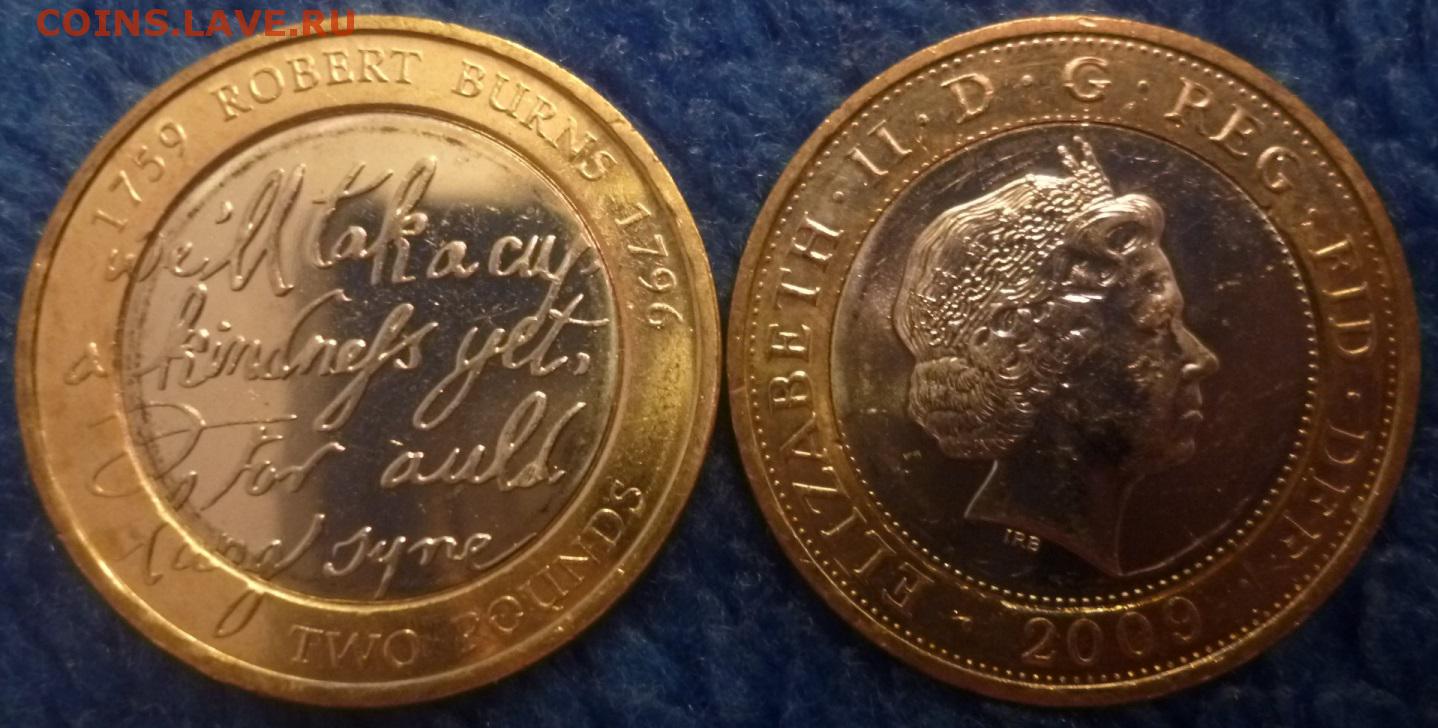 COINS.LAVE.RU
1759 ROBERT BURNS 1796
we'll tak a cup
a kindneſs yet,
for auld
lang syne
TWO POUNDS
ELIZABETH · II · D · G · REG · FID · DEF ·
2009
IRB